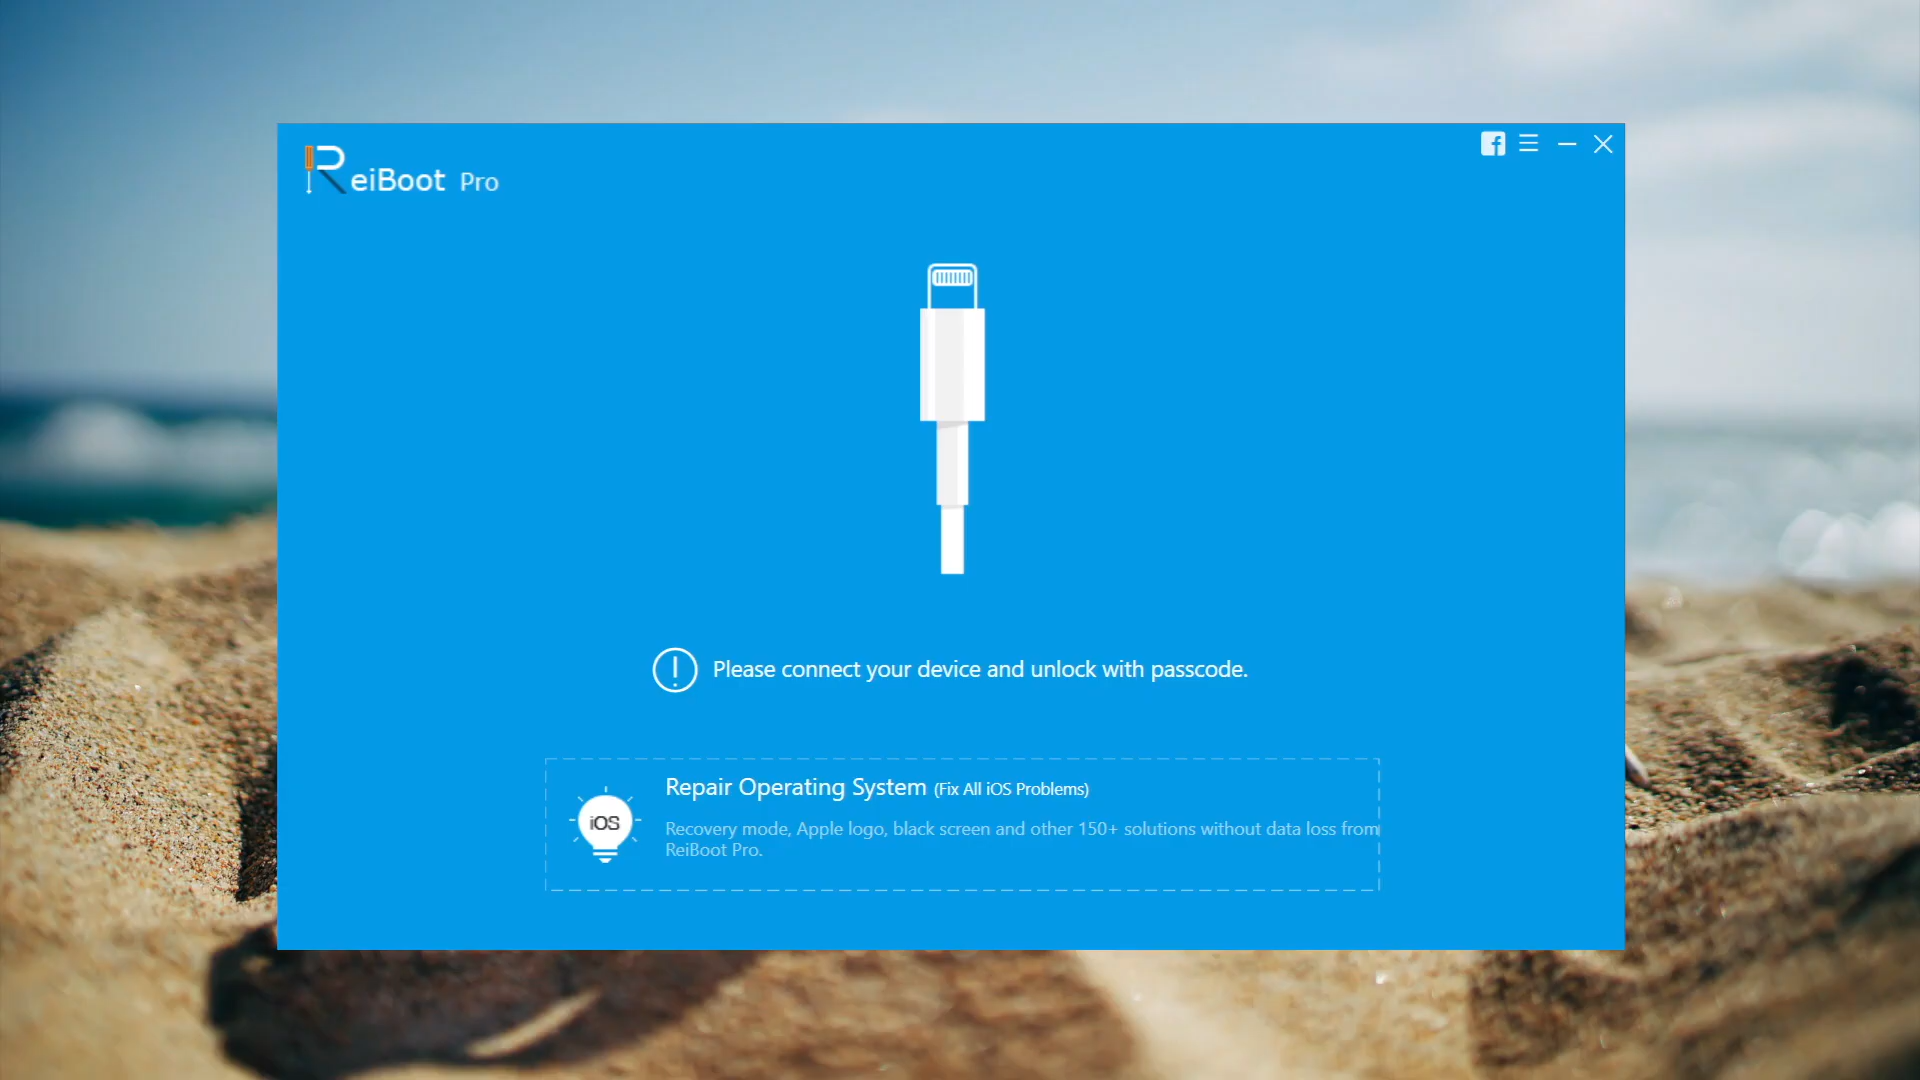 ReiBoot Pro
Please connect your device and unlock with passcode.
Repair Operating System (Fix All iOS Problems)
iOS
Recovery mode, Apple logo, black screen and other 150+ solutions without data loss from
ReiBoot Pro.